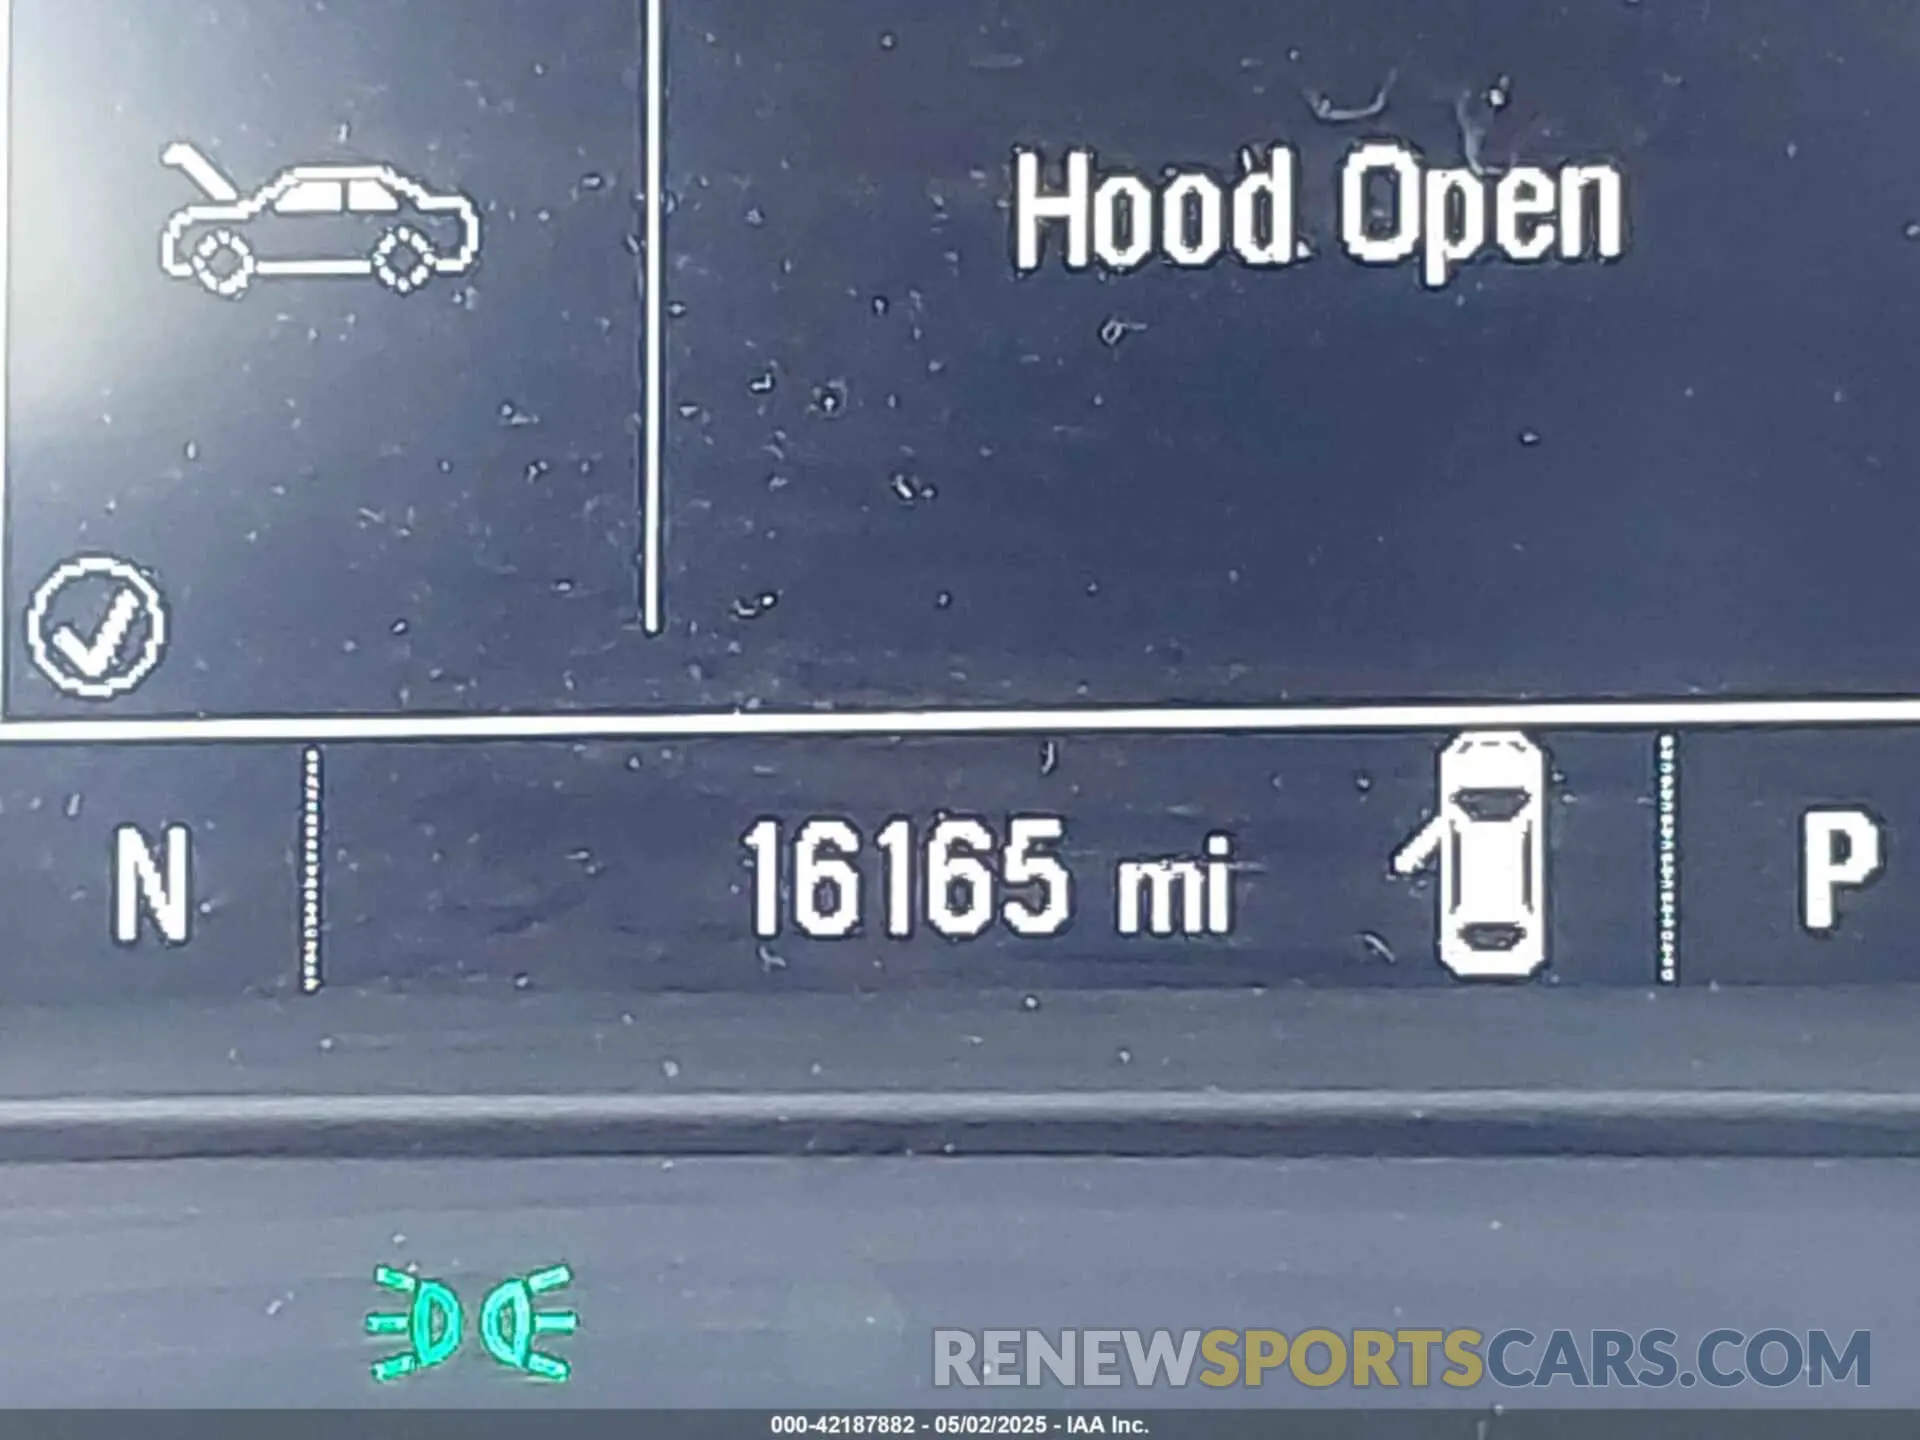 Hood Open
N 16165 mi P
RENEWSPORTSCARS.COM
000-42187882 - 05/02/2025 - IAA Inc.